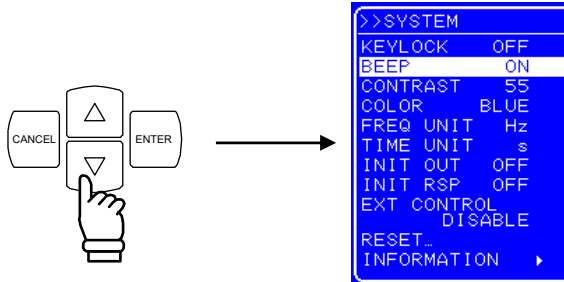 CANCEL
ENTER
>>SYSTEM
KEYLOCK OFF
BEEP ON
CONTRAST 55
COLOR BLUE
FREQ UNIT Hz
TIME UNIT s
INIT OUT OFF
INIT RSP OFF
EXT CONTROL
DISABLE
RESET…
INFORMATION